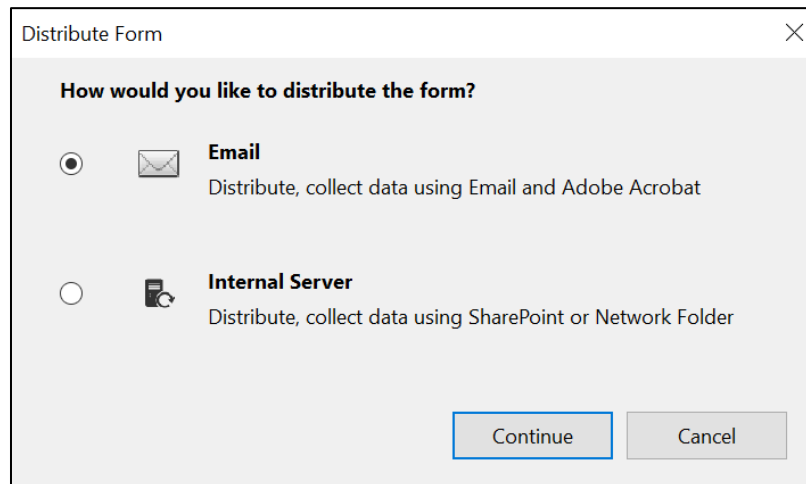 Distribute Form
How would you like to distribute the form?
Email
Distribute, collect data using Email and Adobe Acrobat
Internal Server
Distribute, collect data using SharePoint or Network Folder
Continue
Cancel